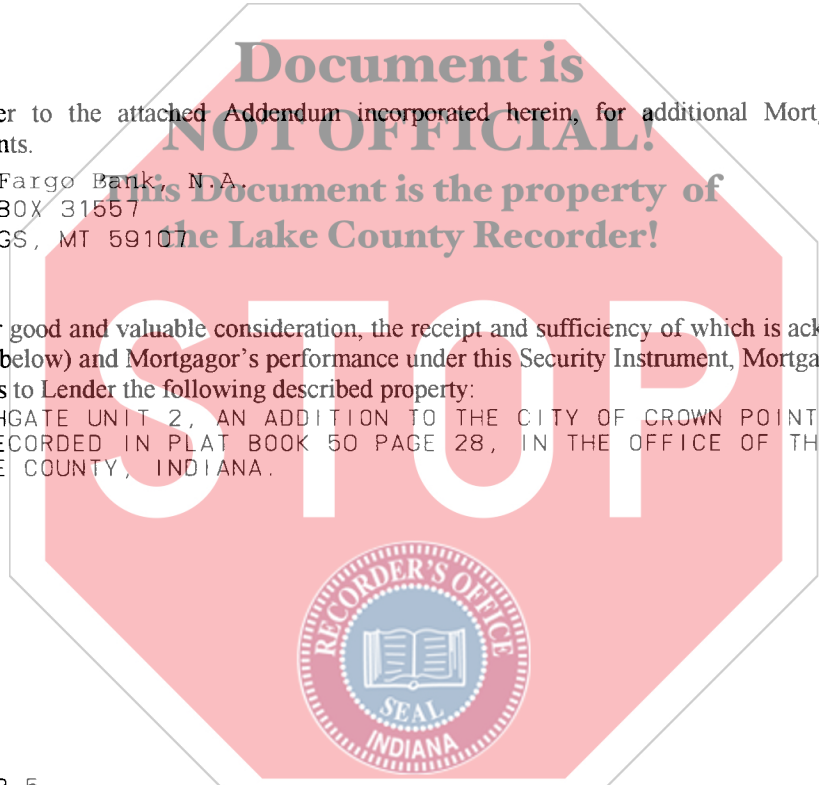 Document is
er to the attached Addendum incorporated herein, for additional Mortg
NOT OFFICIAL!
nts.
Fargo Bank, N.A.
This Document is the property of
BOX 31557
GS, MT 59107
the Lake County Recorder!
r good and valuable consideration, the receipt and sufficiency of which is ack
below) and Mortgagor's performance under this Security Instrument, Mortga
s to Lender the following described property:
HGATE UNIT 2, AN ADDITION TO THE CITY OF CROWN POINT
ECORDED IN PLAT BOOK 50 PAGE 28, IN THE OFFICE OF TH
E COUNTY, INDIANA.
STOP
RECORDER'S OFFICE
SEAL
INDIANA